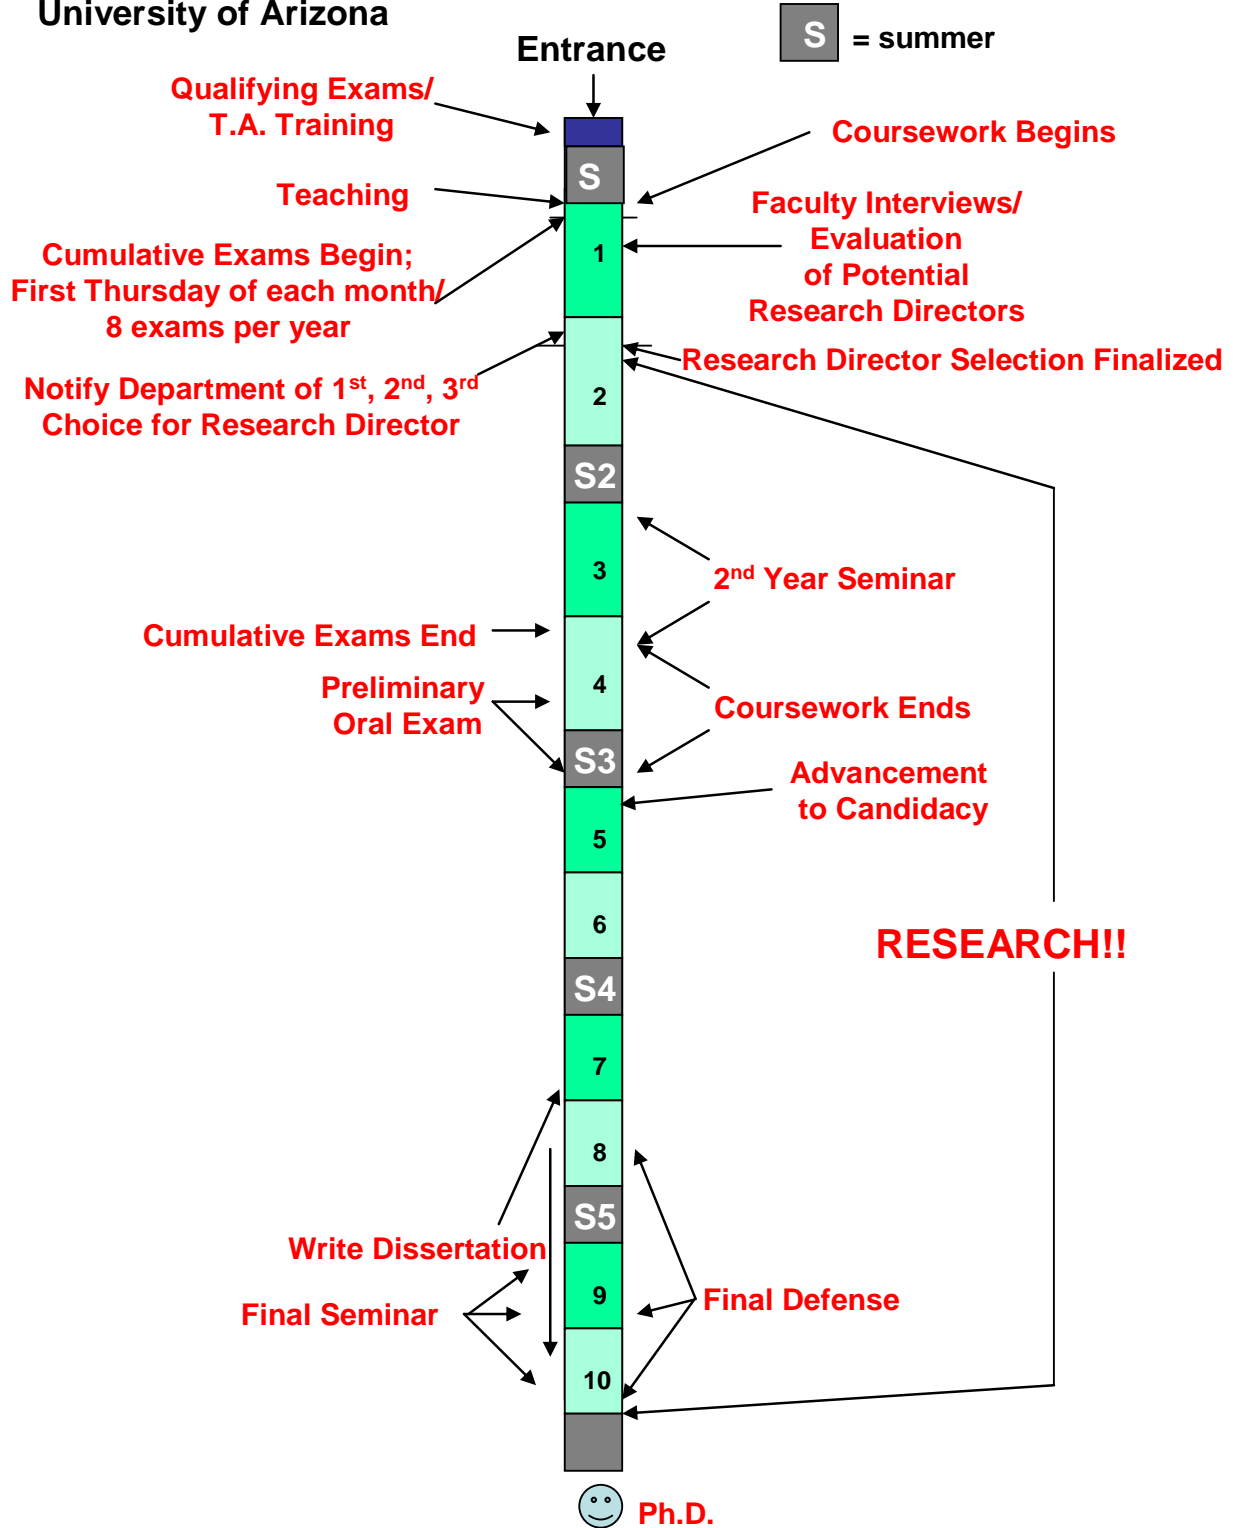 University of Arizona
S = summer
Entrance
Qualifying Exams/
T.A. Training
Coursework Begins
S
Teaching
Faculty Interviews/
Evaluation
of Potential
Research Directors
1
Cumulative Exams Begin;
First Thursday of each month/
8 exams per year
Research Director Selection Finalized
Notify Department of 1st, 2nd, 3rd
Choice for Research Director
2
S2
3
2nd Year Seminar
Cumulative Exams End
4
Preliminary
Oral Exam
Coursework Ends
S3
Advancement
to Candidacy
5
6
RESEARCH!!
S4
7
8
S5
Write Dissertation
9
Final Seminar
Final Defense
10
Ph.D.